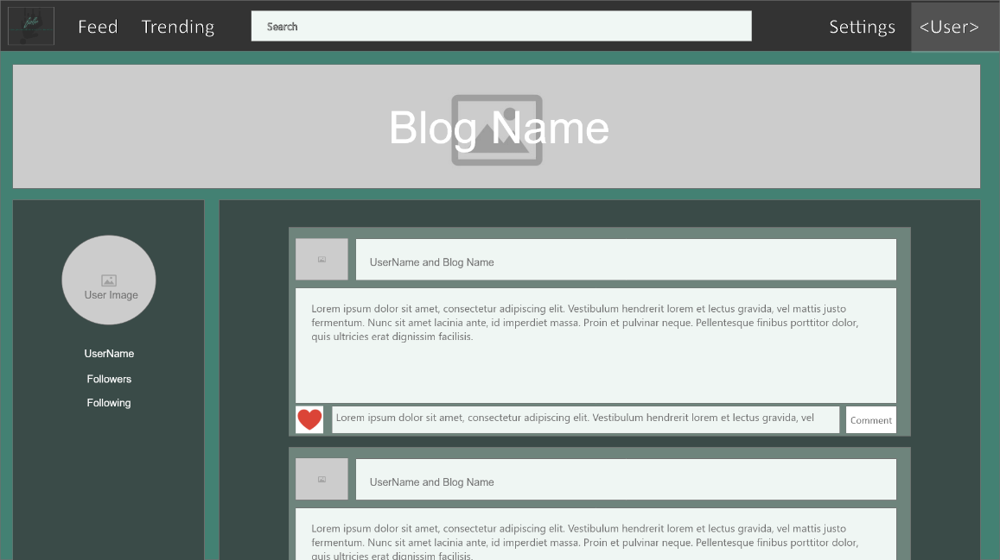 Feed
Trending
Search
Settings
<User>
Blog Name
User Image
UserName
Followers
Following
UserName and Blog Name
Lorem ipsum dolor sit amet, consectetur adipiscing elit. Vestibulum hendrerit lorem et lectus gravida, vel mattis justo
fermentum. Nunc sit amet lacinia ante, id imperdiet massa. Proin et pulvinar neque. Pellentesque finibus porttitor dolor,
quis ultricies erat dignissim facilisis.
Lorem ipsum dolor sit amet, consectetur adipiscing elit. Vestibulum hendrerit lorem et lectus gravida, vel
Comment
UserName and Blog Name
Lorem ipsum dolor sit amet, consectetur adipiscing elit. Vestibulum hendrerit lorem et lectus gravida, vel mattis justo
fermentum. Nunc sit amet lacinia ante, id imperdiet massa. Proin et pulvinar neque. Pellentesque finibus porttitor dolor,
quis ultricies erat dignissim facilisis.